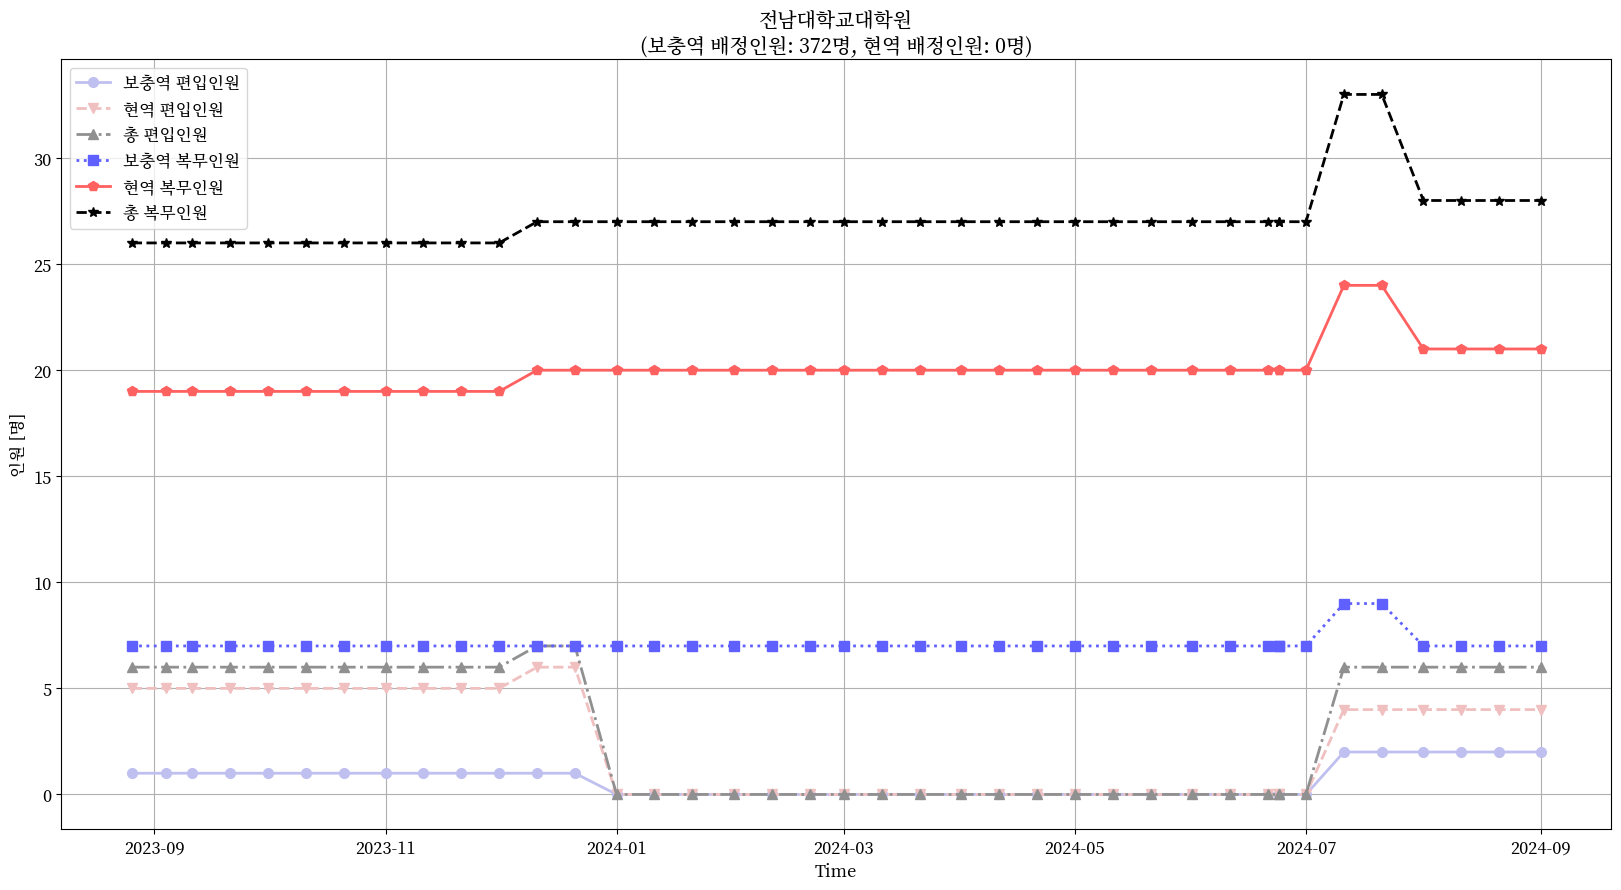 전남대학교대학원
(보충역 배정인원: 372명, 현역 배정인원: 0명)
보충역 편입인원
현역 편입인원
총 편입인원
보충역 복무인원
현역 복무인원
총 복무인원
인원 [명]
30
25
20
15
10
5
0
2023-09
2023-11
2024-01
2024-03
2024-05
2024-07
2024-09
Time